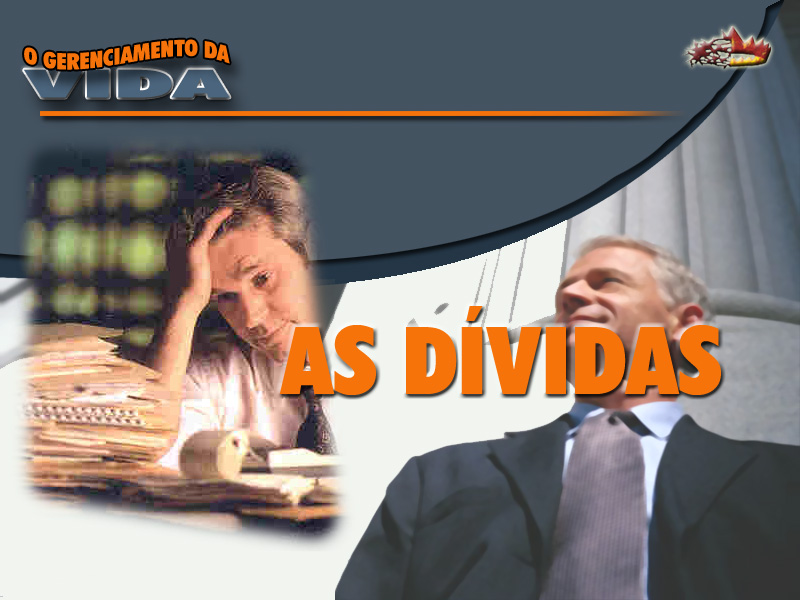 O GERENCIAMENTO DA
VIDA
AS DÍVIDAS